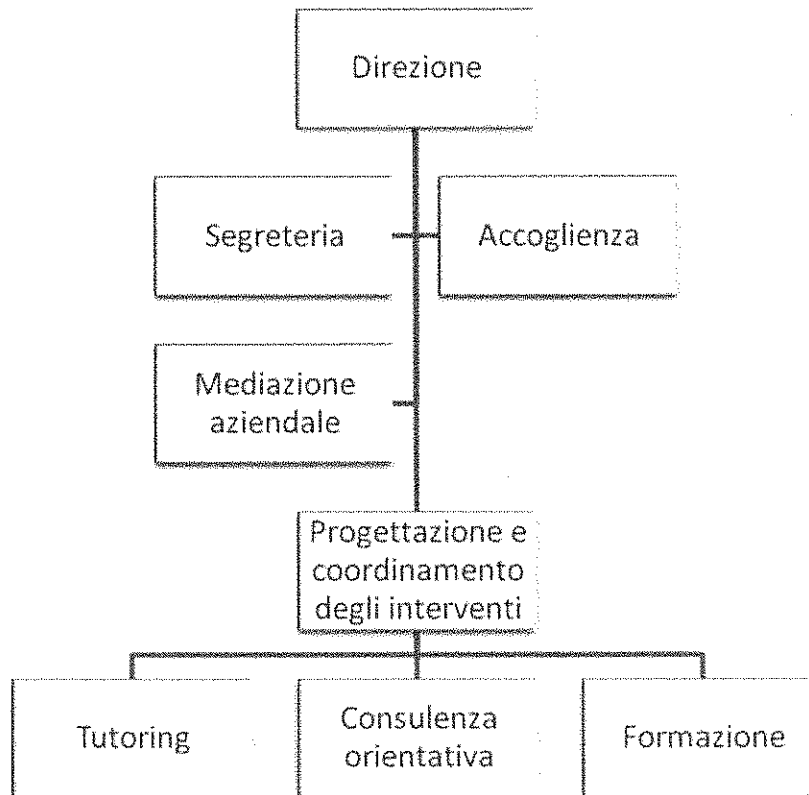 Direzione
Segreteria
Accoglienza
Mediazione
aziendale
Progettazione e
coordinamento
degli interventi
Tutoring
Consulenza
orientativa
Formazione